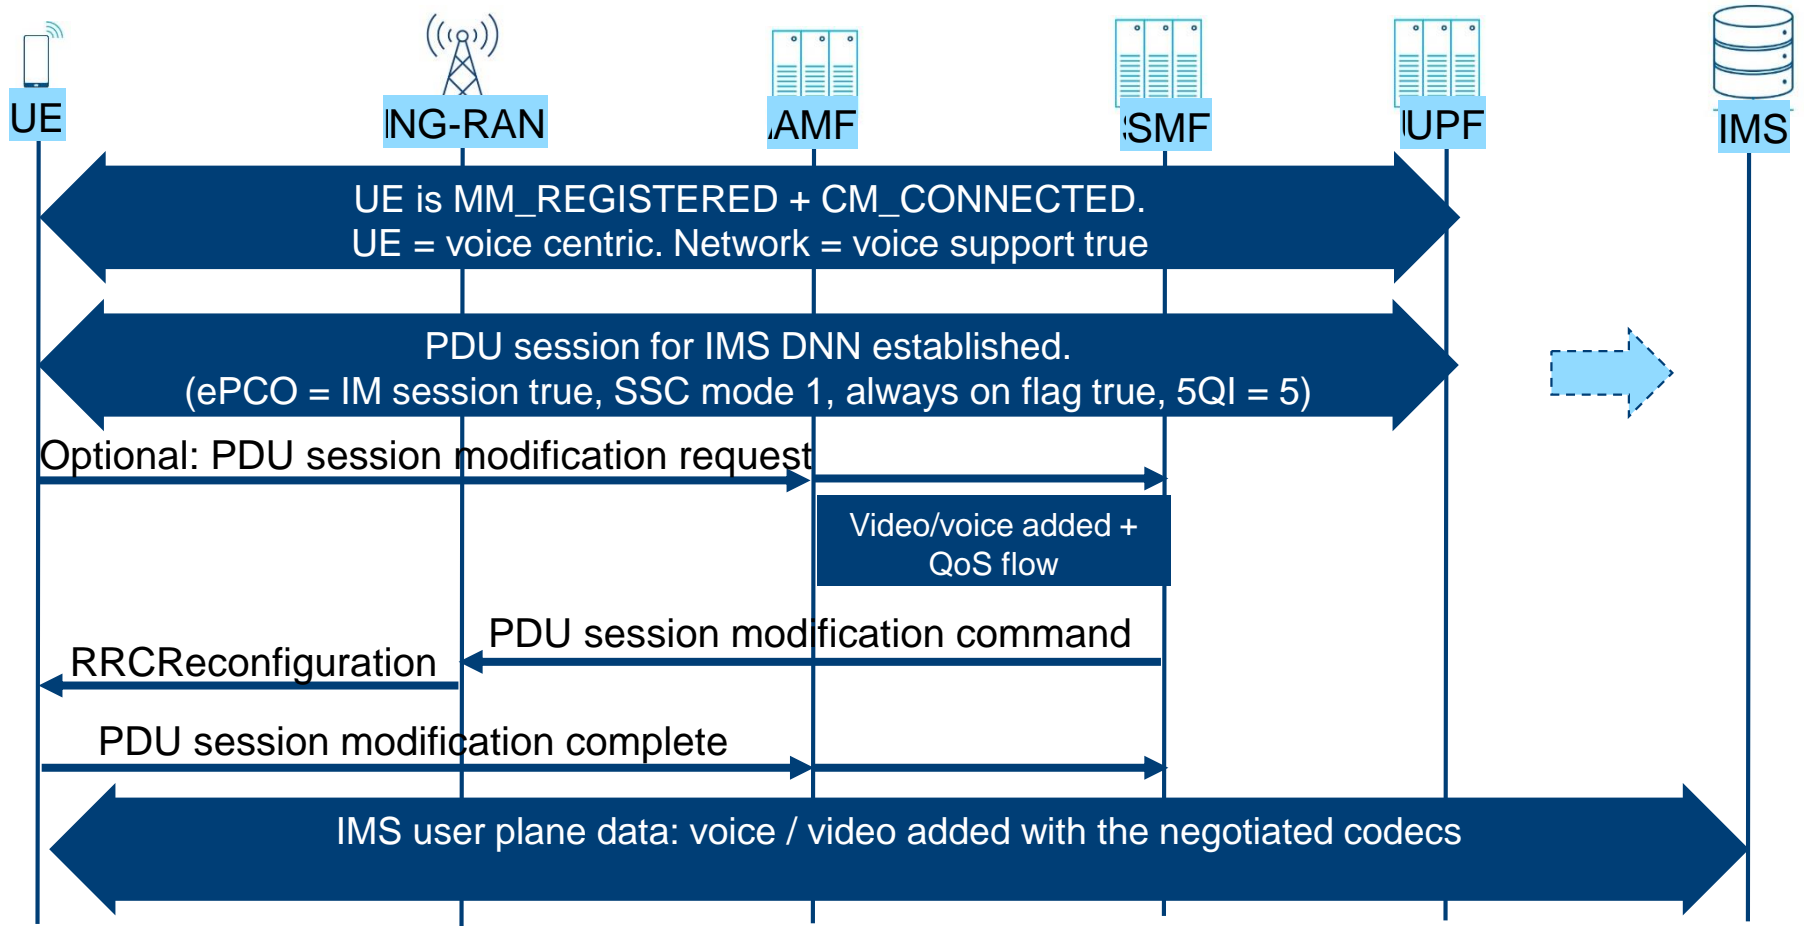 UE
NG-RAN
AMF
SMF
UPF
IMS
UE is MM_REGISTERED + CM_CONNECTED.
UE = voice centric. Network = voice support true
PDU session for IMS DNN established.
(ePCO = IM session true, SSC mode 1, always on flag true, 5QI = 5)
Optional: PDU session modification request
Video/voice added +
QoS flow
PDU session modification command
RRCReconfiguration
PDU session modification complete
IMS user plane data: voice / video added with the negotiated codecs